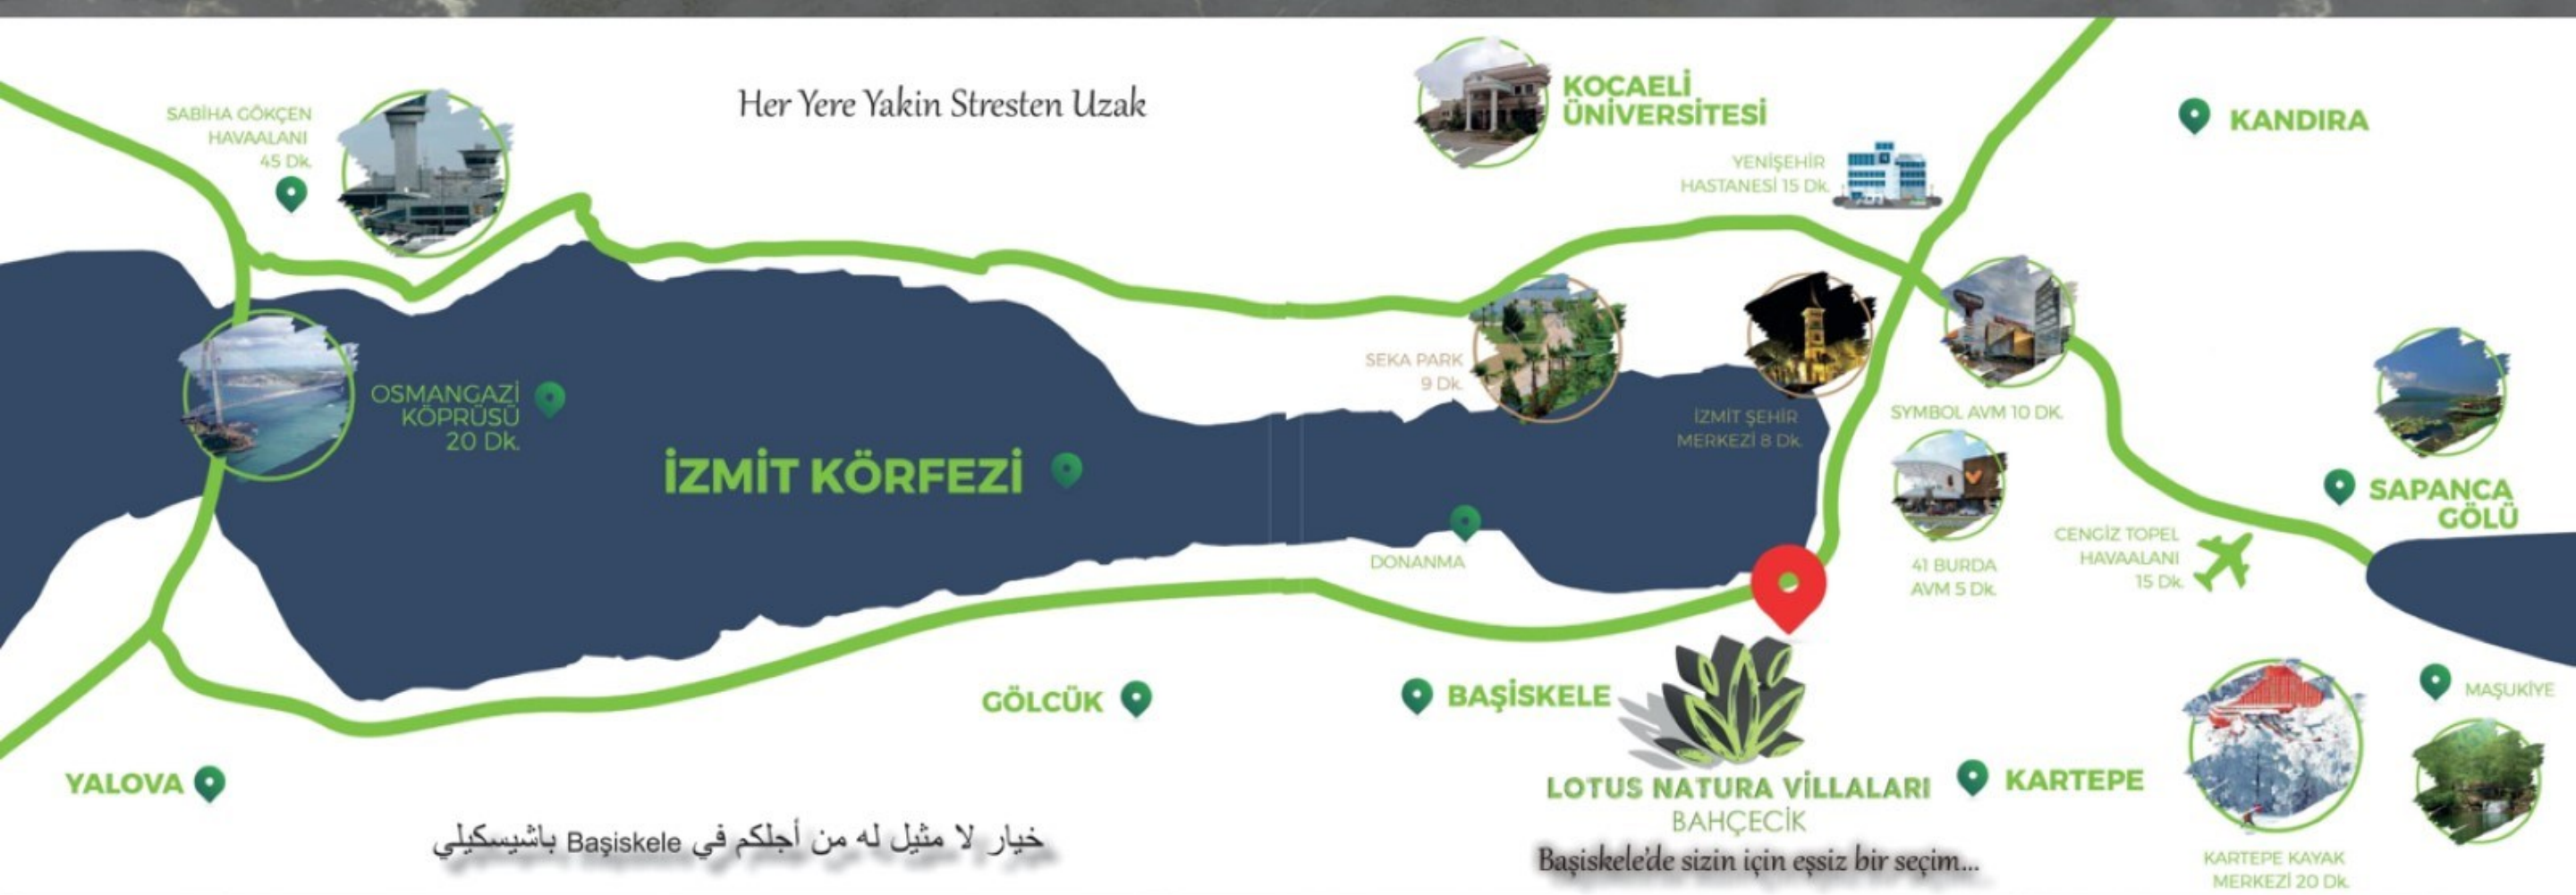 Her Yere Yakin Stresten Uzak
SABİHA GÖKÇEN
HAVAALANI
45 Dk.
KOCAELİ
ÜNİVERSİTESİ
YENİŞEHİR
HASTANESİ 15 Dk.
KANDIRA
OSMANGAZİ
KÖPRÜSÜ
20 Dk.
İZMİT KÖRFEZİ
SEKA PARK
9 Dk.
İZMİT ŞEHİR
MERKEZİ 8 Dk.
SYMBOL AVM 10 DK.
41 BURDA
AVM 5 Dk.
DONANMA
CENGİZ TOPEL
HAVAALANI
15 Dk.
SAPANCA
GÖLÜ
GÖLCÜK
BAŞİSKELE
MAŞUKİYE
YALOVA
LOTUS NATURA VİLLALARI
BAHÇECİK
KARTEPE
خيار لا مثيل له من أجلكم في Başiskele باشيسكيلي
Başiskele'de sizin için eşsiz bir seçim...
KARTEPE KAYAK
MERKEZİ 20 Dk.